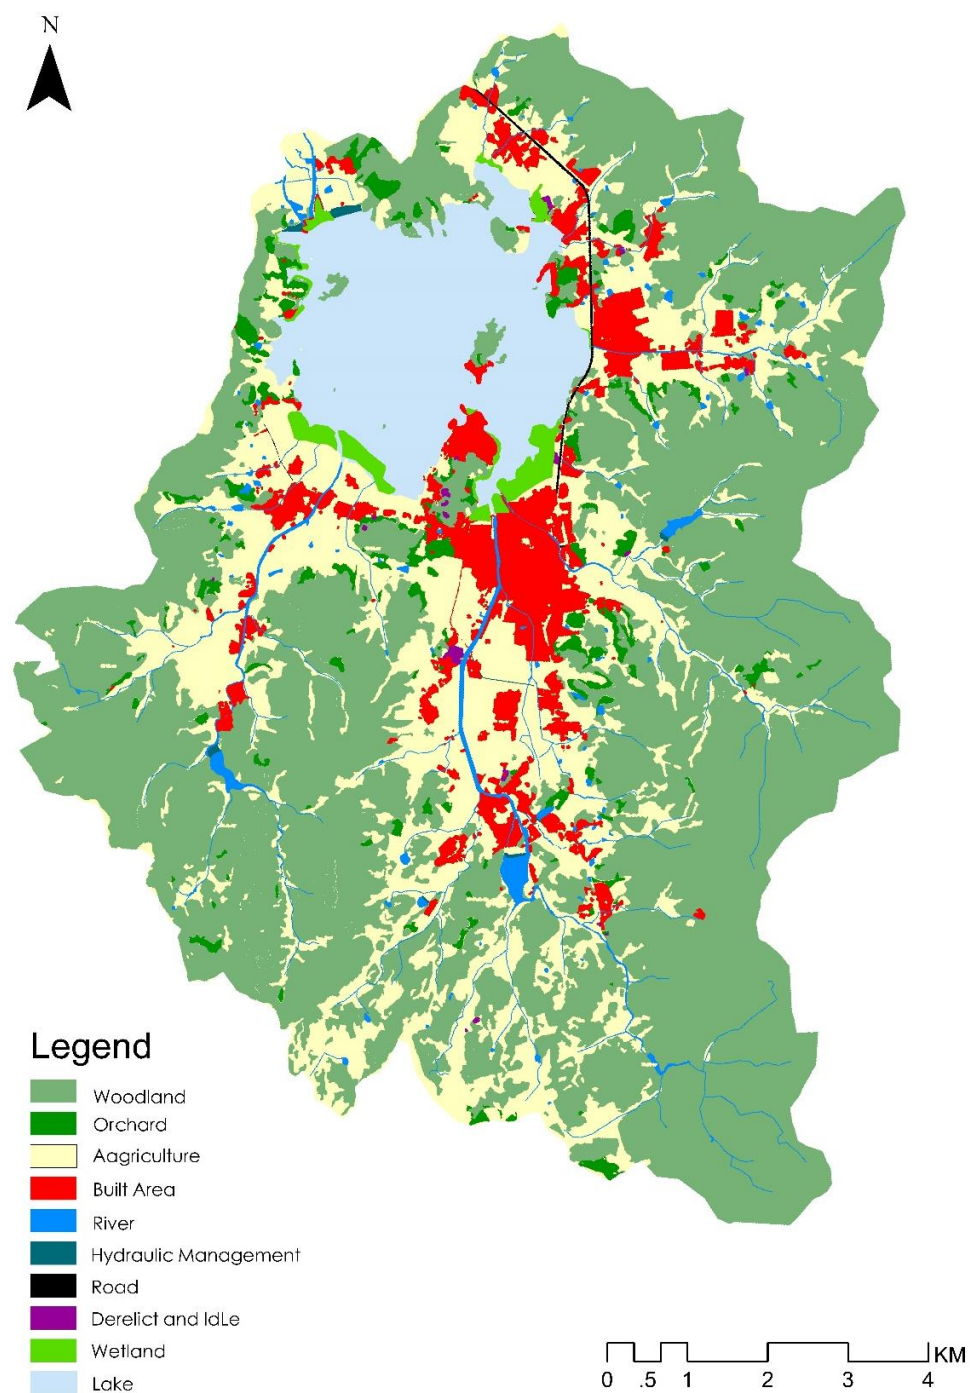 N
Legend
Woodland
Orchard
Aagriculture
Built Area
River
Hydraulic Management
Road
Derelict and IdLe
Wetland
Lake
KM
0 .5 1 2 3 4